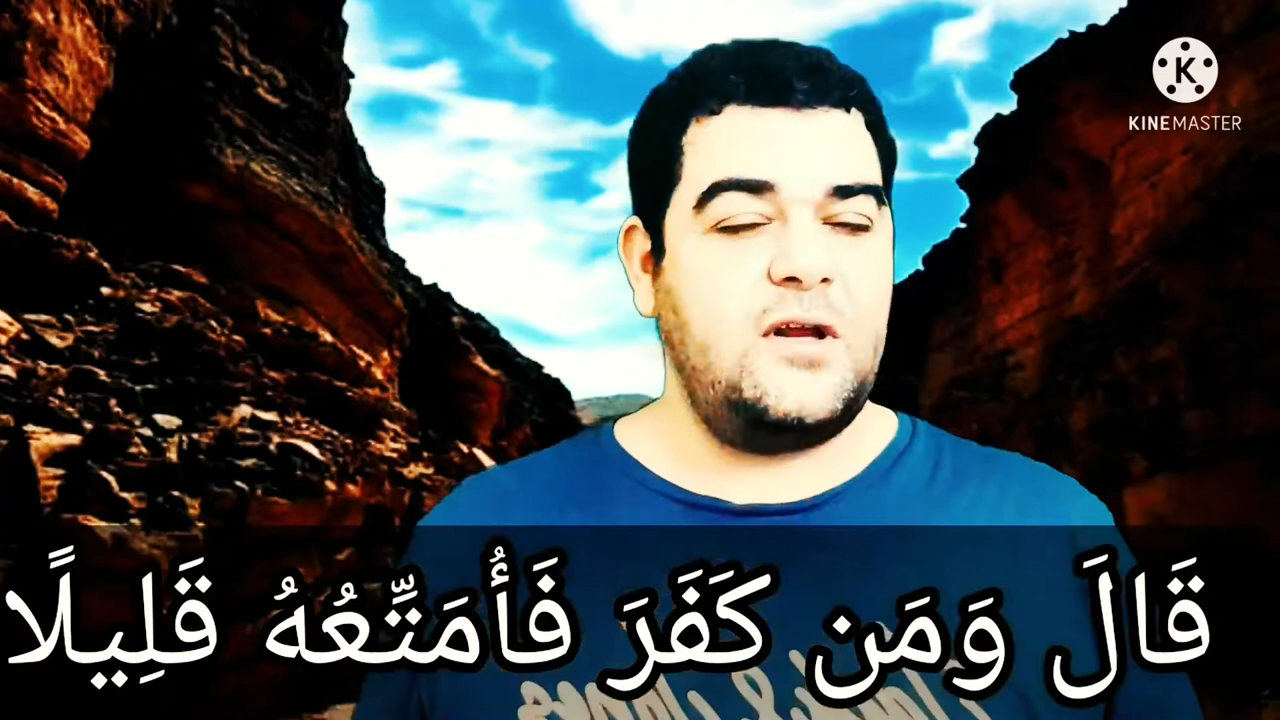 KINEMASTER
قَالَ وَمَن كَفَرَ فَأُمَتِّعُهُ قَلِيلًا